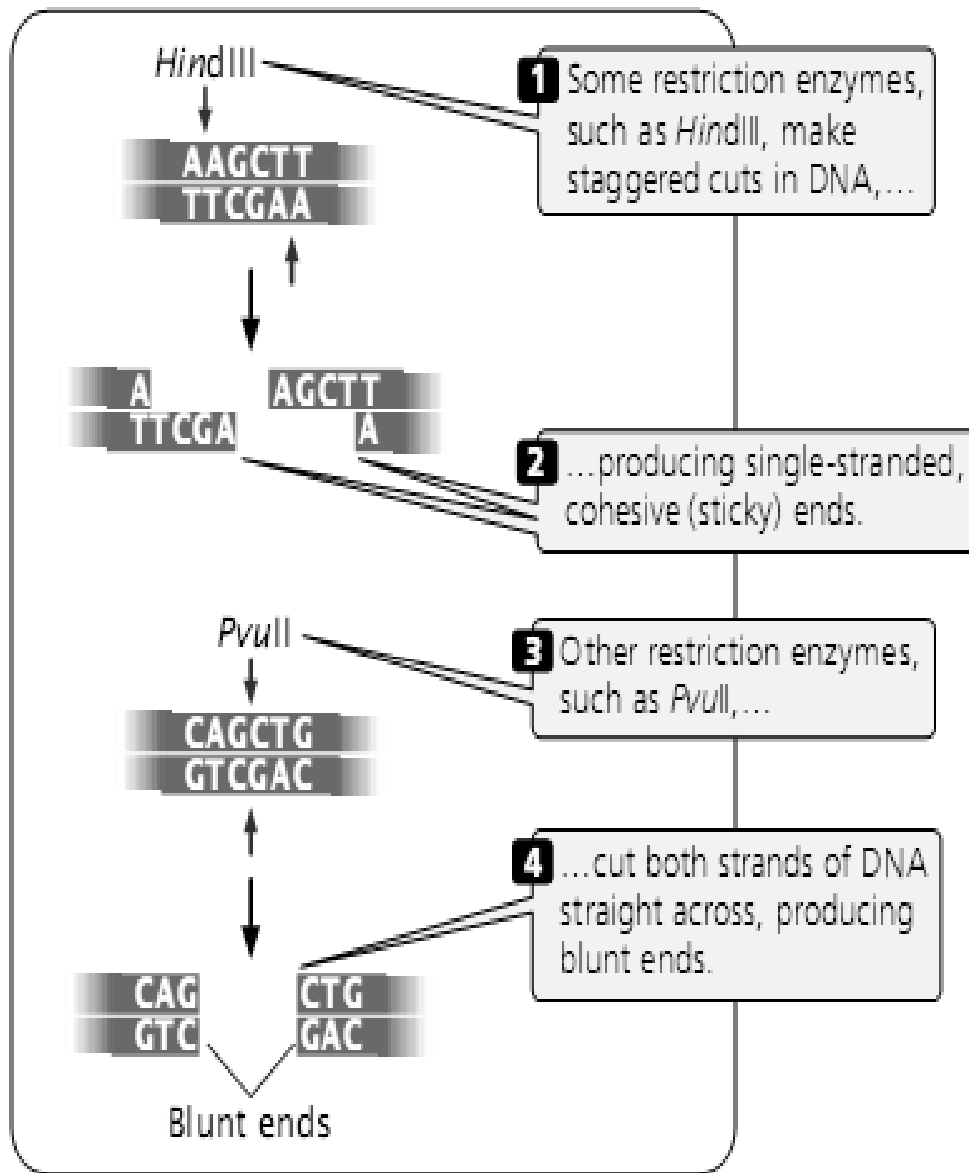 HindIII
1 Some restriction enzymes,
such as HindIII, make
staggered cuts in DNA,...
AAGCTT
TTCGAA
A AGCTT
TTCGA A
2 ...producing single-stranded,
cohesive (sticky) ends.
PvuII
3 Other restriction enzymes,
such as PvuII,...
CAGCTG
GTCGAC
4 ...cut both strands of DNA
straight across, producing
blunt ends.
CAG CTG
GTC GAC
Blunt ends